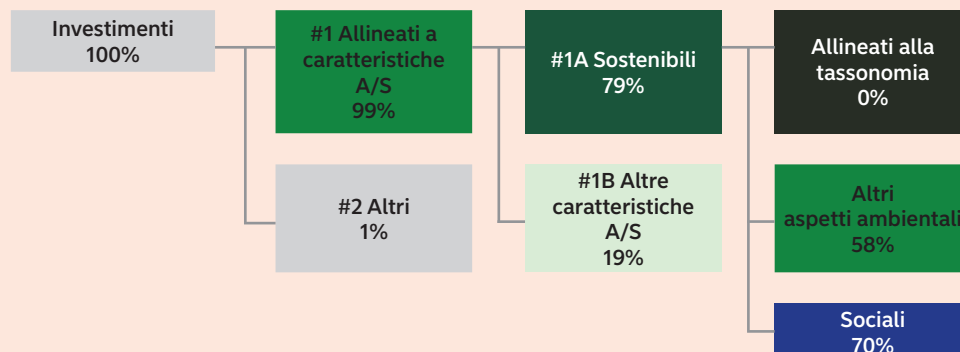 Investimenti
100%
#1 Allineati a
caratteristiche
A/S
99%
#1A Sostenibili
79%
Allineati alla
tassonomia
0%
#2 Altri
1%
#1B Altre
caratteristiche
A/S
19%
Altri
aspetti ambientali
58%
Sociali
70%